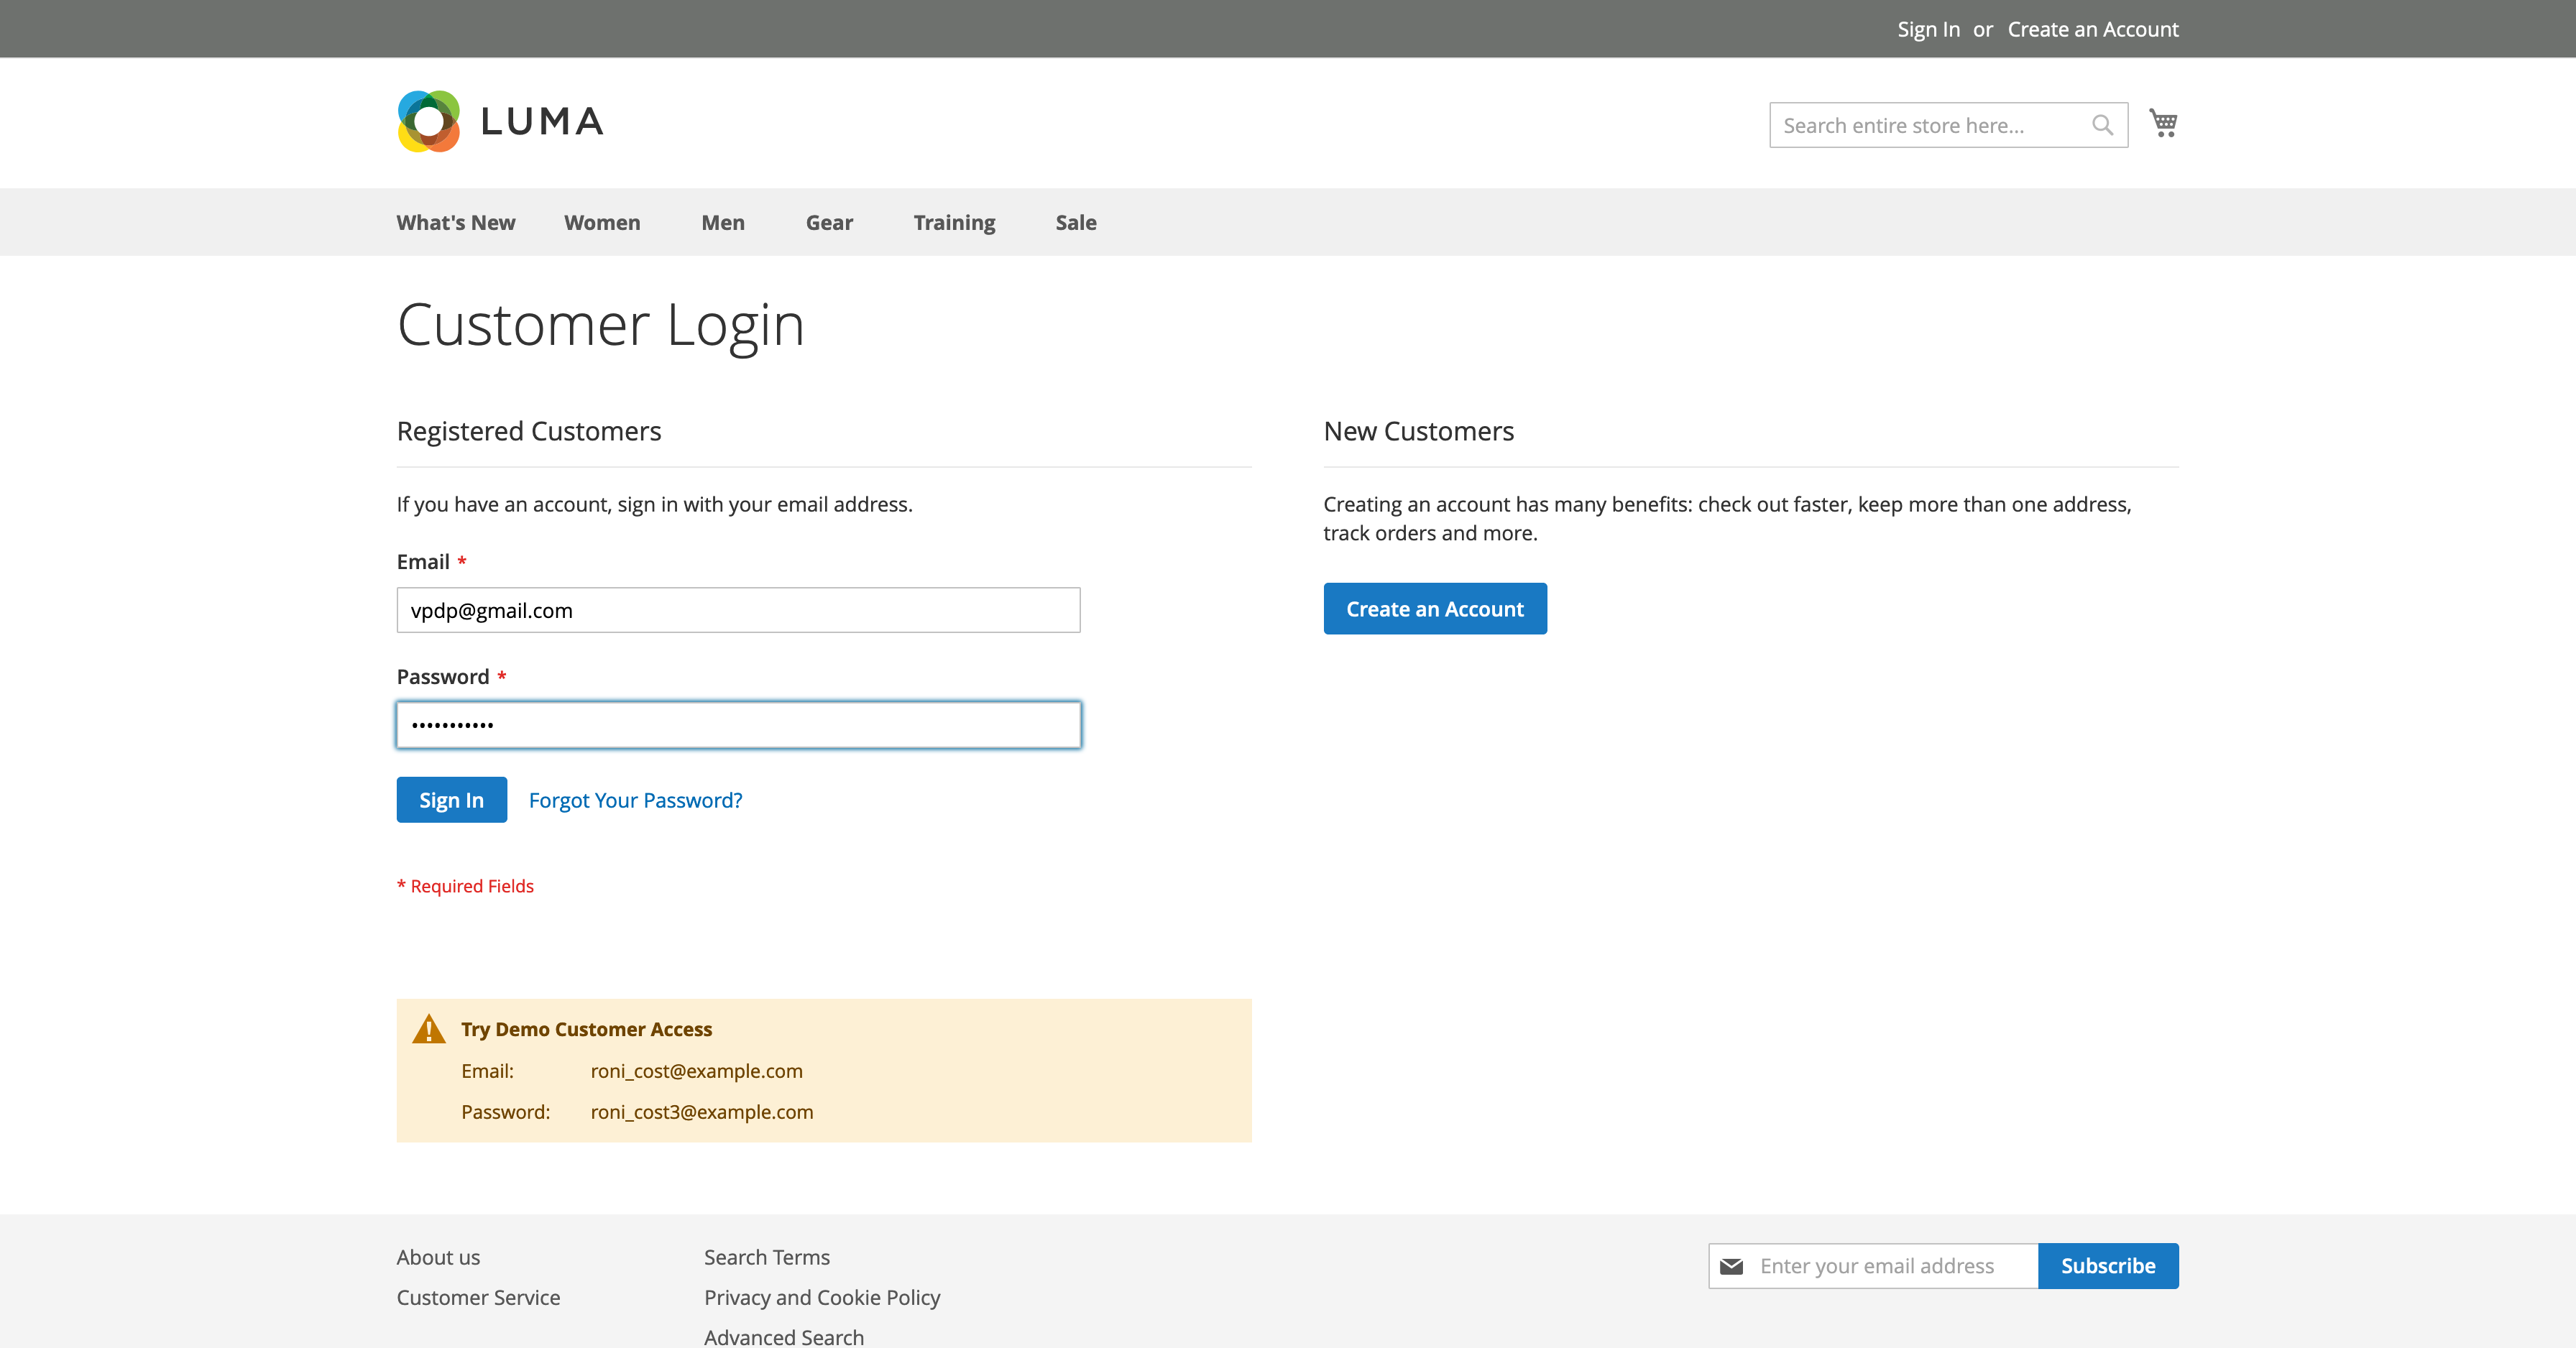 Sign In or Create an Account
LUMA
Search entire store here...
What's New Women Men Gear Training Sale
Customer Login
Registered Customers
If you have an account, sign in with your email address.
Email *
vpdp@gmail.com
Password *
•••••••••••
Sign In Forgot Your Password?
* Required Fields
Try Demo Customer Access
Email: roni_cost@example.com
Password: roni_cost3@example.com
New Customers
Creating an account has many benefits: check out faster, keep more than one address,
track orders and more.
Create an Account
About us
Customer Service
Search Terms
Privacy and Cookie Policy
Advanced Search
Enter your email address Subscribe